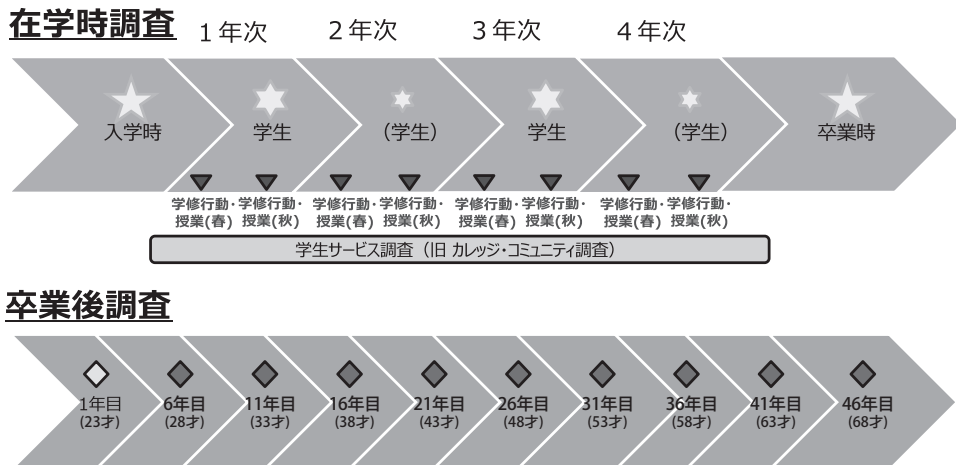 在学時調査
1年次 2年次 3年次 4年次
入学時 学生 (学生) 学生 (学生) 卒業時
学修行動・ 学修行動・ 学修行動・ 学修行動・ 学修行動・ 学修行動・ 学修行動・ 学修行動・
授業(春) 授業(秋) 授業(春) 授業(秋) 授業(春) 授業(秋) 授業(春) 授業(秋)
学生サービス調査（旧 カレッジ・コミュニティ調査）
卒業後調査
1年目 6年目 11年目 16年目 21年目 26年目 31年目 36年目 41年目 46年目
(23才) (28才) (33才) (38才) (43才) (48才) (53才) (58才) (63才) (68才)